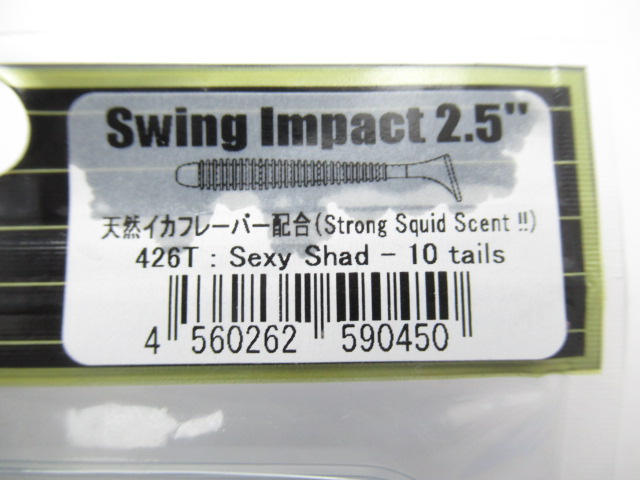 Swing Impact 2.5"
天然イカフレーバー配合(Strong Squid Scent !!)
426T : Sexy Shad - 10 tails
4 560262 590450